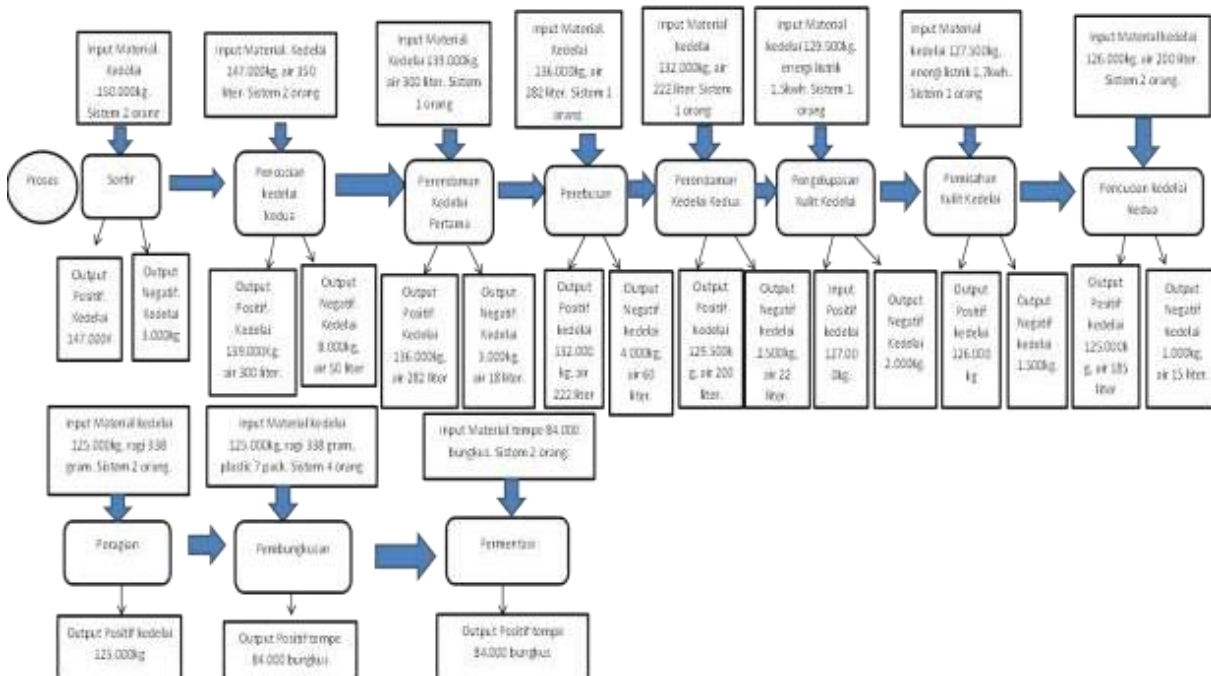 Input Material.
Kedelai
150.000kg.
Sistem 2 orang
Input Material. Kedelai
147.000kg, air 350
liter. Sistem 2 orang
Input Material.
Kedelai 139.000kg,
air 300 liter. Sistem
1 orang
Input Material. Kedelai
136.000kg, air
282 liter. Sistem 1
orang
Input Material
kedelai
132.000kg, air
222 liter. Sistem
1 orang
Input Material
kedelai 129.500kg,
energi listrik
1,5kwh. Sistem 1
orang
Input Material
kedelai 127.500kg,
energi listrik 1,7kwh.
Sistem 1 orang
Input Material kedelai
126.000kg, air 200 liter.
Sistem 2 orang.
Proses
Sortir
Pencucian
kedelai
kedua
Perendaman
Kedelai
Pertama
Perebusan
Perendaman
Kedelai Kedua
Pengelupasan
Kulit Kedelai
Pemisahan
Kulit Kedelai
Pencucian kedelai
Kedua
Output
Positif.
Kedelai
147.000K
Output
Negatif.
Kedelai
3.000kg
Output
Positif.
Kedelai
139.000Kg,
air 300 liter.
Output
Negatif.
Kedelai
8.000kg,
air 50 liter
Output
Positif
Kedelai
136.000kg,
air 282 liter
Output
Negatif.
Kedelai
3.000kg,
air 18 liter.
Output
Positif
kedelai
132.000
kg, air
222 liter
Output
Negatif
kedelai
4.000kg,
air 60
liter.
Output
Positif
Kedelai
129.500k
g, air 200
liter.
Output
Negatif
kedelai
2.500kg,
air 22
liter.
Input
Positif
kedelai
127.00
0kg.
Output
Negatif
Kedelai
2.000kg.
Output
Positif
kedelai
126.000
kg
Output
Negatif
kedelai
1.500kg.
Output
Positif
kedelai
125.000k
g, air 185
liter
Output
Negatif
Kedelai
1.000kg,
air 15 liter.
Input Material kedelai
125.000kg, ragi 338
gram. Sistem 2 orang.
Input Material kedelai
125.000kg, ragi 338 gram,
plastic 7 pack. Sistem 4 orang
Input Material tempe 84.000
bungkus. Sistem 2 orang.
Peragian
Pembungkusan
Fermentasi
Output Positif kedelai
125.000kg
Output Positif tempe
84.000 bungkus
Output Positif tempe
84.000 bungkus